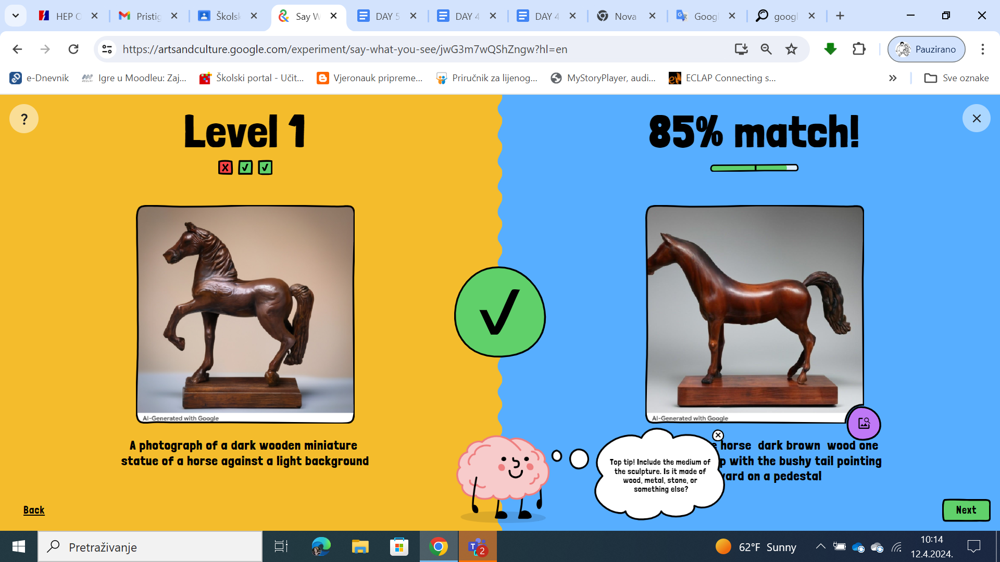 HEP O
Pristig
Školsk
Say W
DAY 5
DAY 4
DAY 4
Nova
Googl
googl
https://artsandculture.google.com/experiment/say-what-you-see/jwG3m7wQShZngw?hl=en
Pauzirano
e-Dnevnik
Igre u Moodleu: Zaj...
Školski portal - Učit...
Vjeronauk pripreme...
Priručnik za lijenog...
MyStoryPlayer, audi...
ECLAP Connecting s...
Sve oznake
?
Level 1
85% match!
AI-Generated with Google
AI-Generated with Google
A photograph of a dark wooden miniature
statue of a horse against a light background
horse dark brown wood one
with the bushy tail pointing
on a pedestal
Top tip! Include the medium of
the sculpture. Is it made of
wood, metal, stone, or
something else?
Back
Next
Pretraživanje
2
62°F Sunny
10:14
12.4.2024.